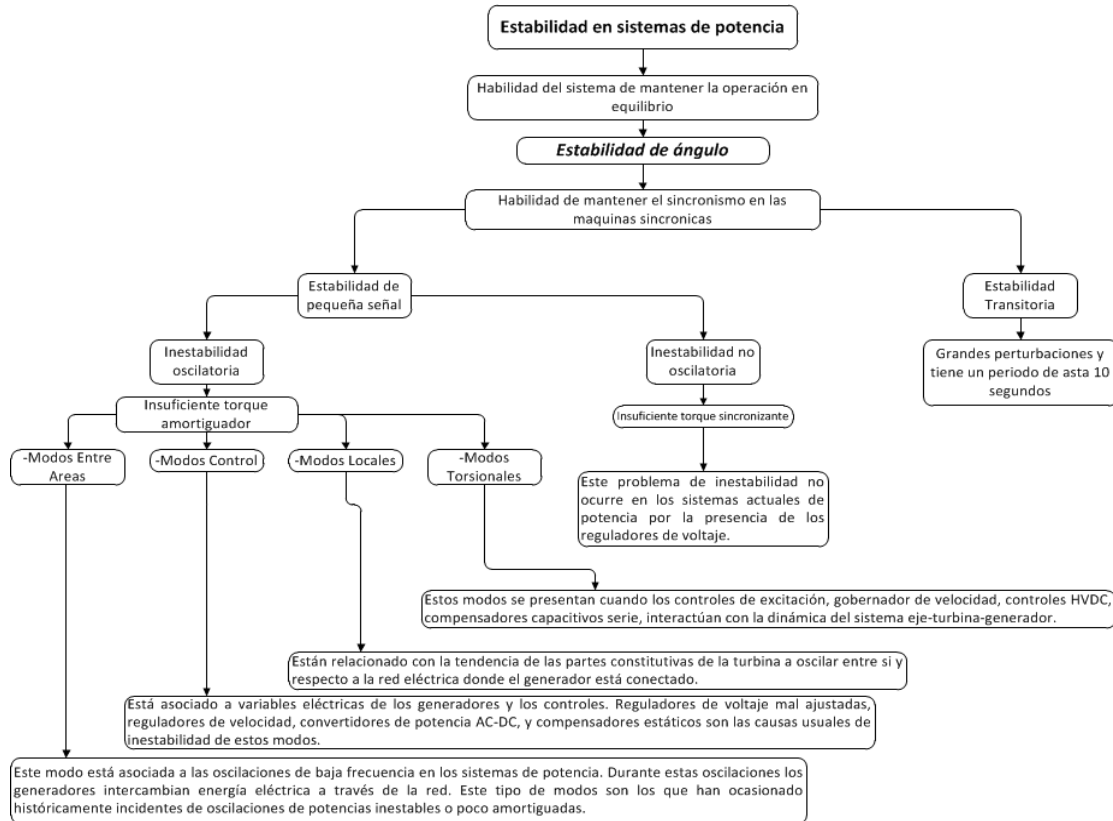 Estabilidad en sistemas de potencia
Habilidad del sistema de mantener la operación en
equilibrio
Estabilidad de ángulo
Habilidad de mantener el sincronismo en las
maquinas sincronicas
Estabilidad de
pequeña señal
Estabilidad
Transitoria
Inestabilidad
oscilatoria
Inestabilidad no
oscilatoria
Grandes perturbaciones y
tiene un periodo de asta 10
segundos
Insuficiente torque
amortiguador
Insuficiente torque sincronizante
-Modos Entre
Areas
-Modos Control
-Modos Locales
-Modos
Torsionales
Este problema de inestabilidad no
ocurre en los sistemas actuales de
potencia por la presencia de los
reguladores de voltaje.
Estos modos se presentan cuando los controles de excitación, gobernador de velocidad, controles HVDC,
compensadores capacitivos serie, interactúan con la dinámica del sistema eje-turbina-generador.
Están relacionado con la tendencia de las partes constitutivas de la turbina a oscilar entre si y
respecto a la red eléctrica donde el generador está conectado.
Está asociado a variables eléctricas de los generadores y los controles. Reguladores de voltaje mal ajustadas,
reguladores de velocidad, convertidores de potencia AC-DC, y compensadores estáticos son las causas usuales de
inestabilidad de estos modos.
Este modo está asociada a las oscilaciones de baja frecuencia en los sistemas de potencia. Durante estas oscilaciones los
generadores intercambian energía eléctrica a través de la red. Este tipo de modos son los que han ocasionado
históricamente incidentes de oscilaciones de potencias inestables o poco amortiguadas.